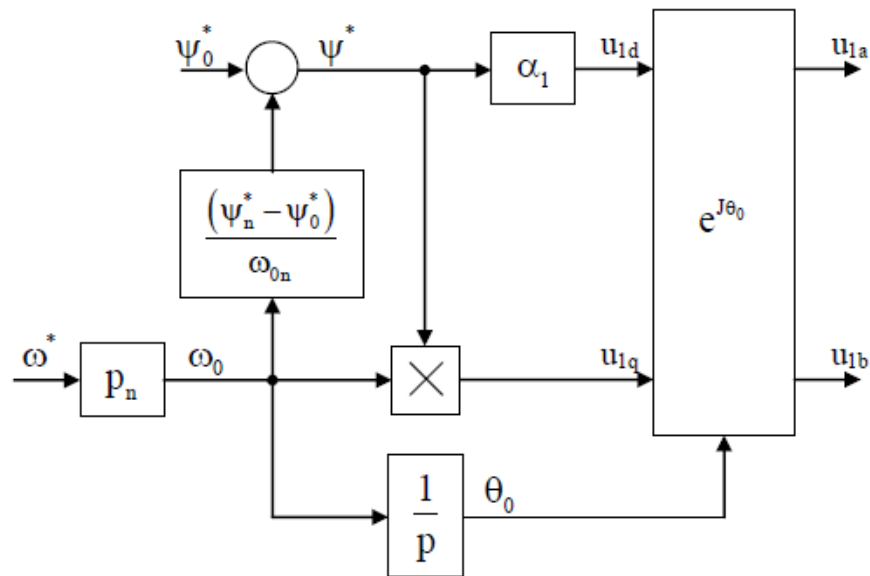 ψ₀* ψ* α₁ u₁d u₁a
(ψₙ* − ψ₀*)
ω₀ₙ
e^{Jθ₀}
ω* pₙ ω₀ × u₁q u₁b
1
p
θ₀